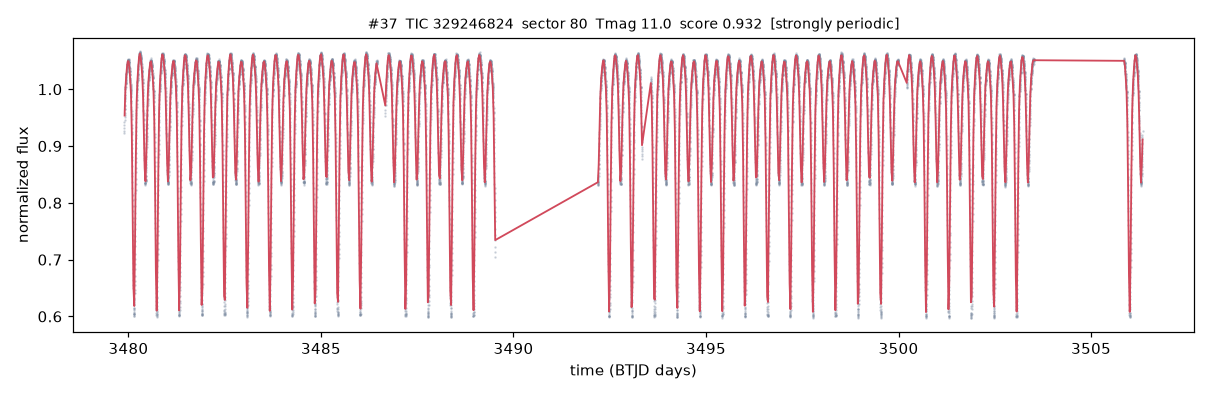 #37  TIC 329246824  sector 80  Tmag 11.0  score 0.932  [strongly periodic]
normalized flux
1.0
0.9
0.8
0.7
0.6
3480 3485 3490 3495 3500 3505
time (BTJD days)